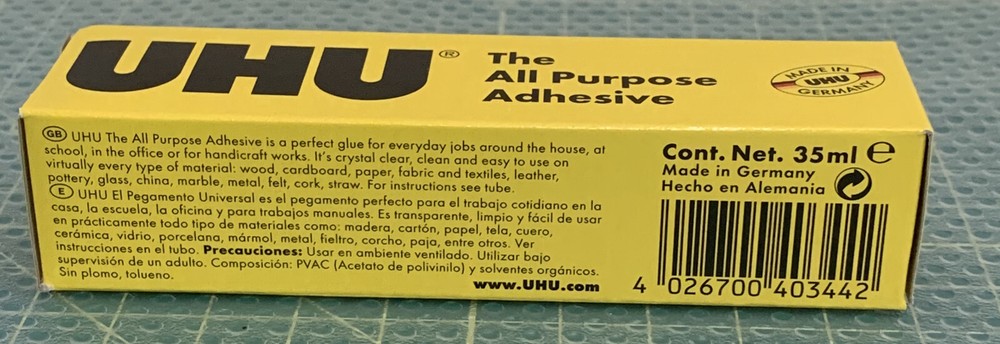 UHU®
The
All Purpose
Adhesive
MADE IN
UHU
GERMANY
GB UHU The All Purpose Adhesive is a perfect glue for everyday jobs around the house, at
school, in the office or for handicraft works. It's crystal clear, clean and easy to use on
virtually every type of material: wood, cardboard, paper, fabric and textiles, leather,
pottery, glass, china, marble, metal, felt, cork, straw. For instructions see tube.
E UHU El Pegamento Universal es el pegamento perfecto para el trabajo cotidiano en la
casa, la escuela, la oficina y para trabajos manuales. Es transparente, limpio y fácil de usar
en prácticamente todo tipo de materiales como: madera, cartón, papel, tela, cuero,
cerámica, vidrio, porcelana, mármol, metal, fieltro, corcho, paja, entre otros. Ver
instrucciones en el tubo. Precauciones: Usar en ambiente ventilado. Utilizar bajo
supervisión de un adulto. Composición: PVAC (Acetato de polivinilo) y solventes orgánicos.
Sin plomo, tolueno.
www.UHU.com
Cont. Net. 35ml ℮
Made in Germany
Hecho en Alemania
4 026700 403442